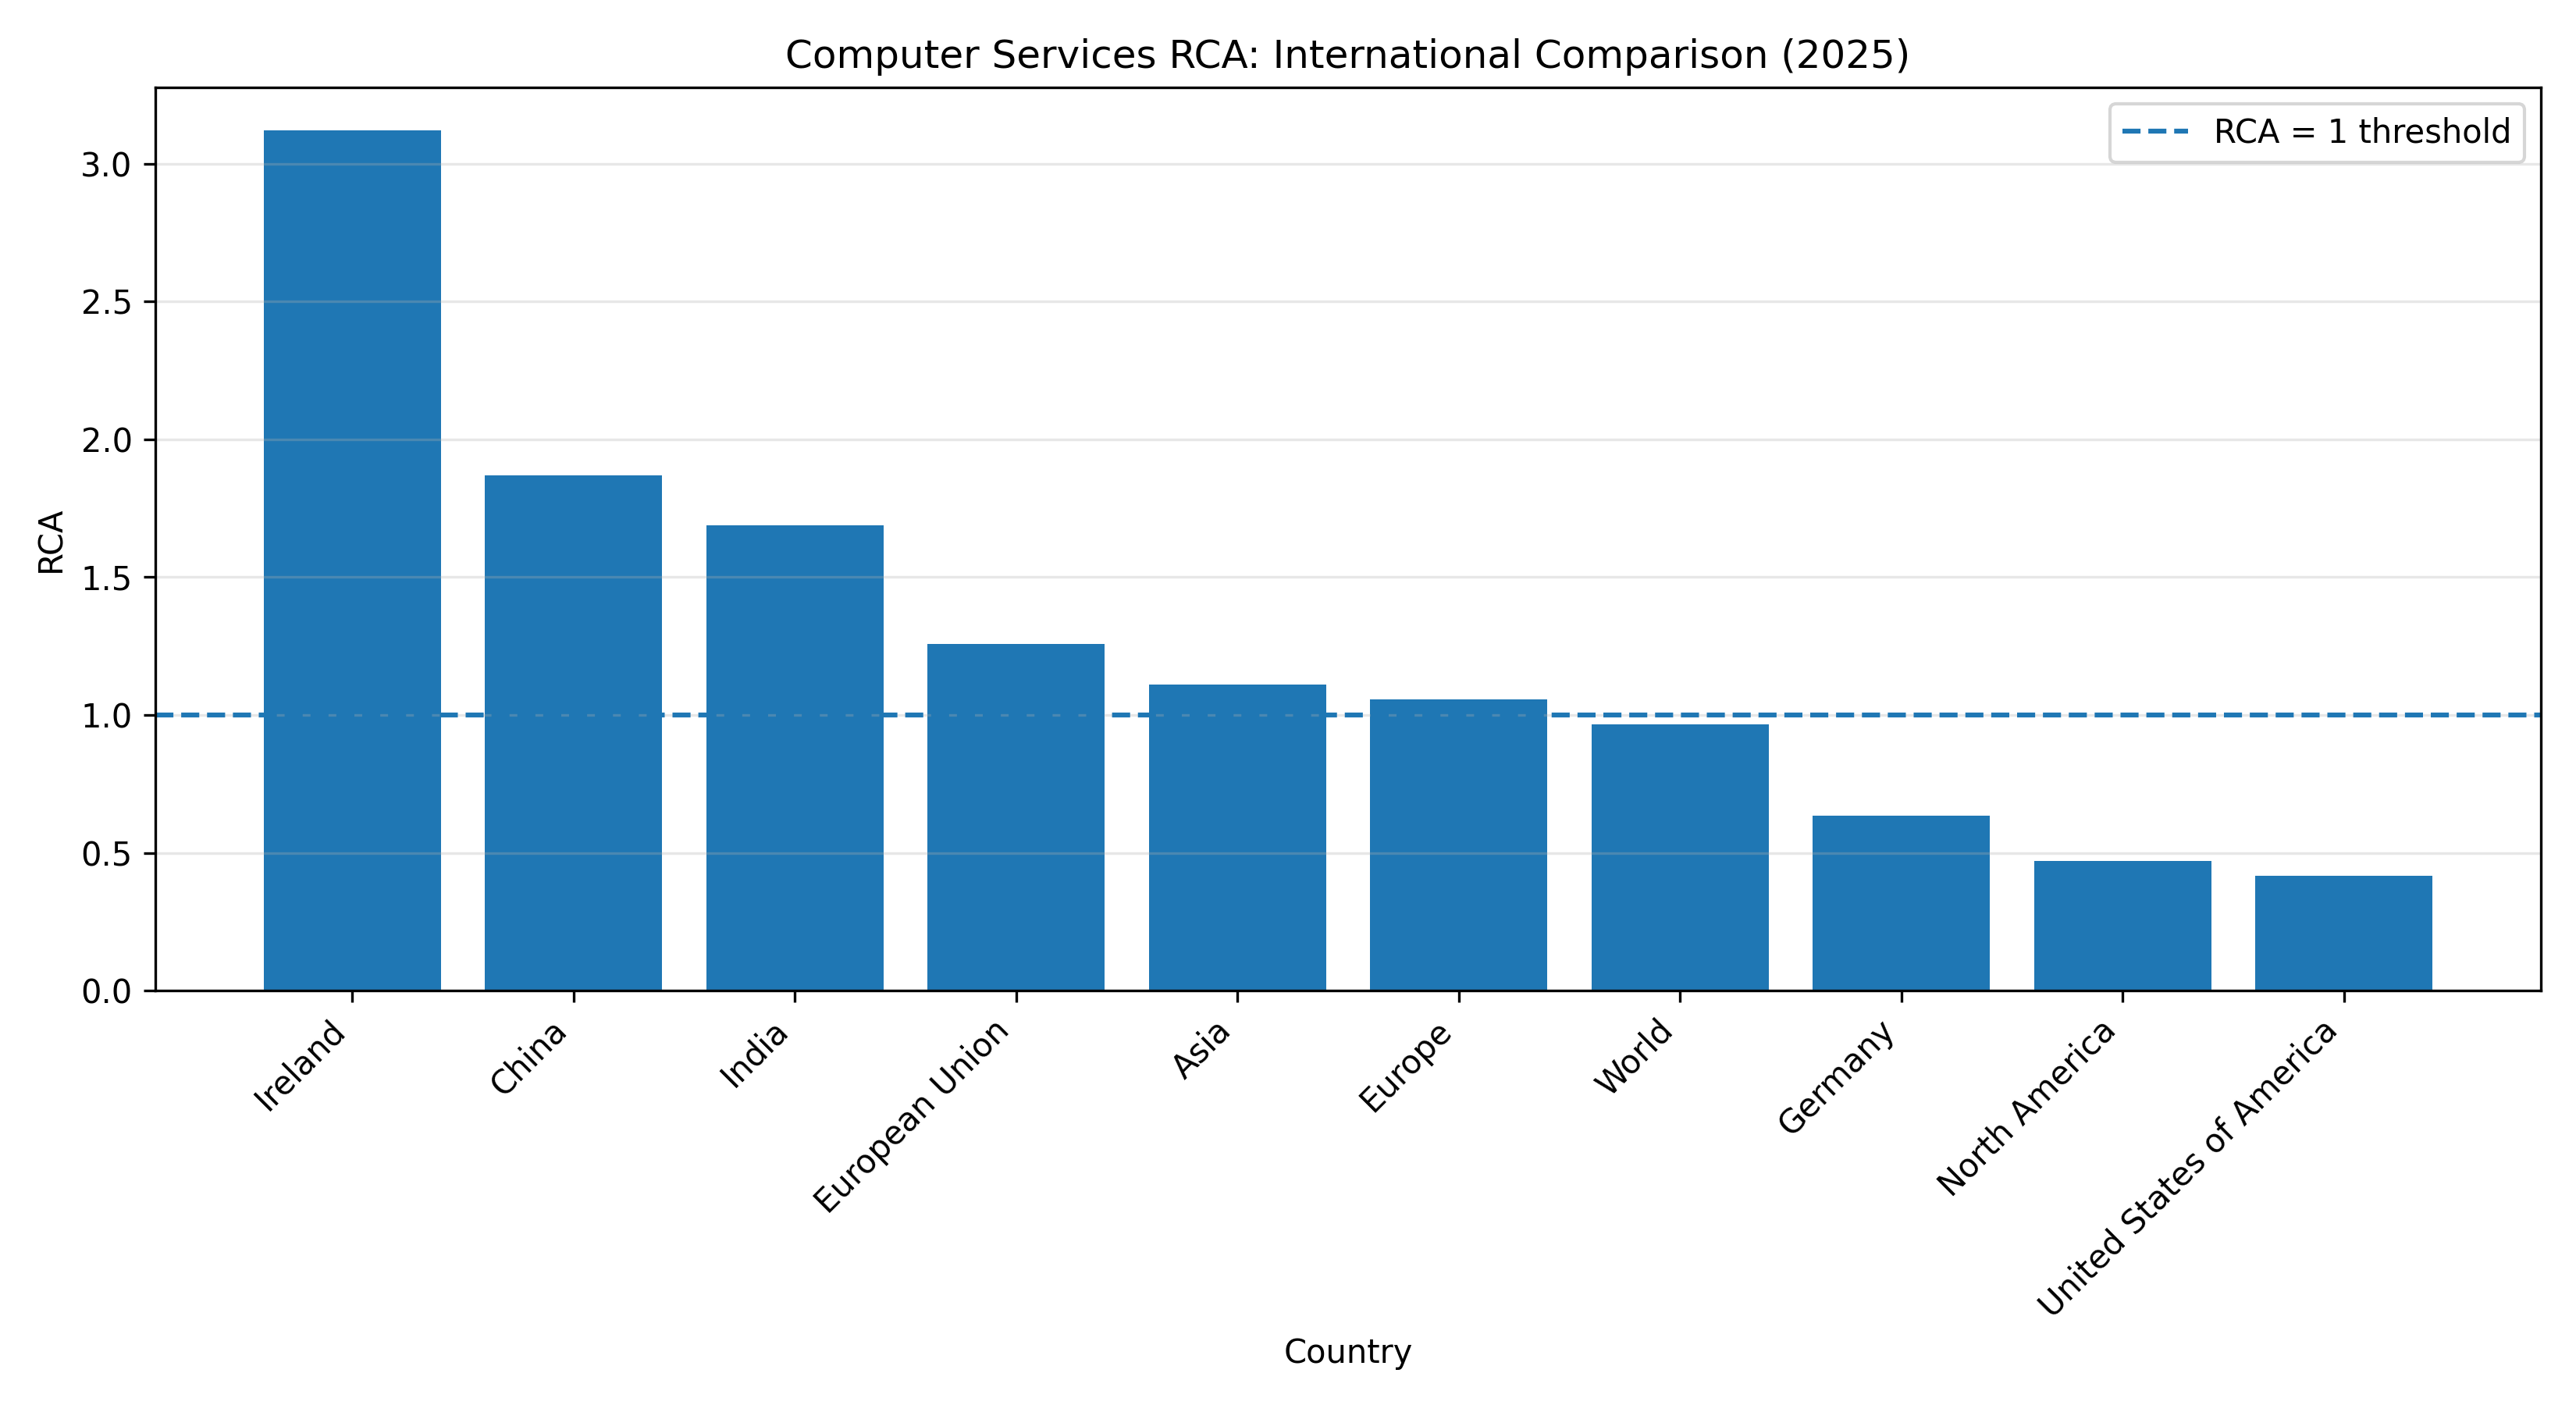 Computer Services RCA: International Comparison (2025)
RCA = 1 threshold
RCA
3.0
2.5
2.0
1.5
1.0
0.5
0.0
Ireland
China
India
European Union
Asia
Europe
World
Germany
North America
United States of America
Country